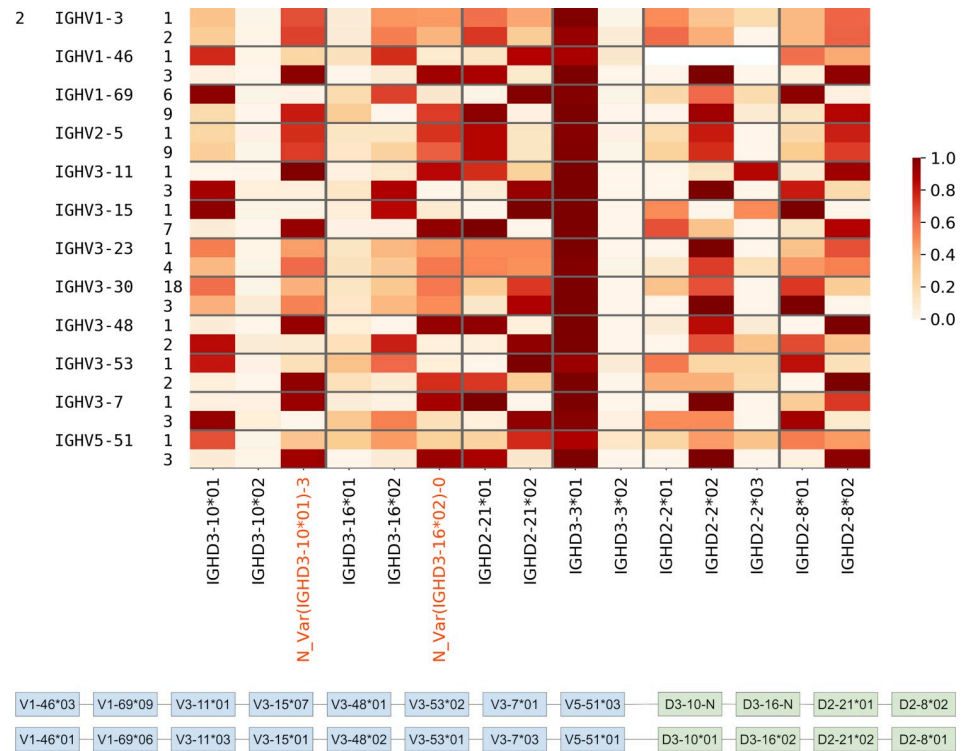 2 IGHV1-3 1
2
IGHV1-46 1
3
IGHV1-69 6
9
IGHV2-5 1
9
IGHV3-11 1
3
IGHV3-15 1
7
IGHV3-23 1
4
IGHV3-30 18
3
IGHV3-48 1
2
IGHV3-53 1
2
IGHV3-7 1
3
IGHV5-51 1
3
1.0
0.8
0.6
0.4
0.2
0.0
IGHD3-10*01
IGHD3-10*02
N_Var(IGHD3-10*01)-3
IGHD3-16*01
IGHD3-16*02
N_Var(IGHD3-16*02)-0
IGHD2-21*01
IGHD2-21*02
IGHD3-3*01
IGHD3-3*02
IGHD2-2*01
IGHD2-2*02
IGHD2-2*03
IGHD2-8*01
IGHD2-8*02
V1-46*03 V1-69*09 V3-11*01 V3-15*07 V3-48*01 V3-53*02 V3-7*01 V5-51*03 D3-10-N D3-16-N D2-21*01 D2-8*02
V1-46*01 V1-69*06 V3-11*03 V3-15*01 V3-48*02 V3-53*01 V3-7*03 V5-51*01 D3-10*01 D3-16*02 D2-21*02 D2-8*01